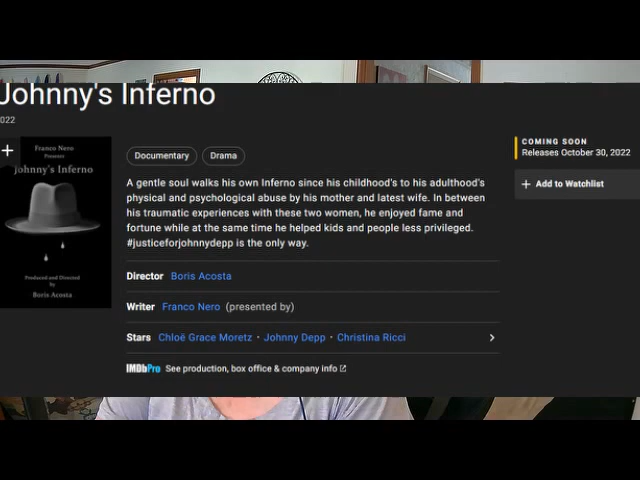 Johnny's Inferno
022
Franco Nero
Presents
Johnny's Inferno
Produced and Directed
by
Boris Acosta
Documentary
Drama
A gentle soul walks his own Inferno since his childhood's to his adulthood's
physical and psychological abuse by his mother and latest wife. In between
his traumatic experiences with these two women, he enjoyed fame and
fortune while at the same time he helped kids and people less privileged.
#justiceforjohnnydepp is the only way.
Director Boris Acosta
Writer Franco Nero (presented by)
Stars Chloë Grace Moretz · Johnny Depp · Christina Ricci
IMDbPro See production, box office & company info
COMING SOON
Releases October 30, 2022
+ Add to Watchlist